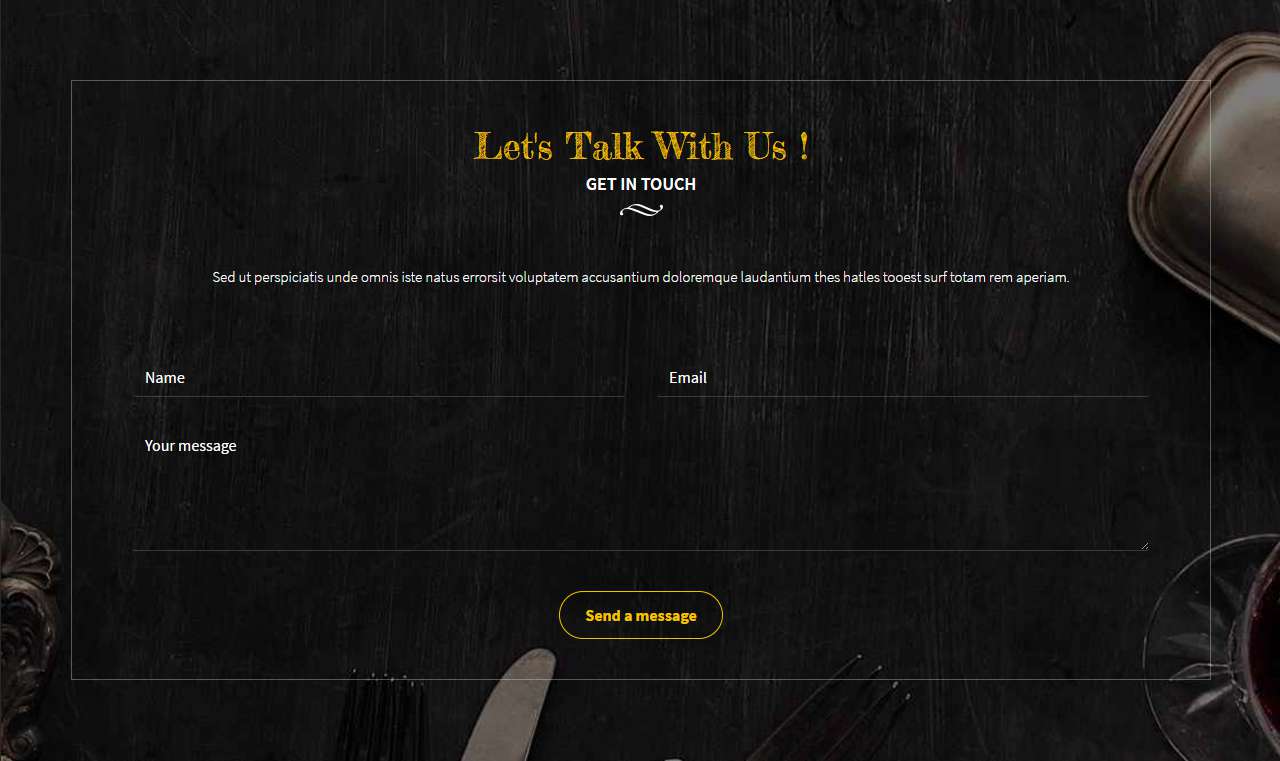 Let's Talk With Us !
GET IN TOUCH
Sed ut perspiciatis unde omnis iste natus errorsit voluptatem accusantium doloremque laudantium thes hatles tooest surf totam rem aperiam.
Name
Email
Your message
Send a message